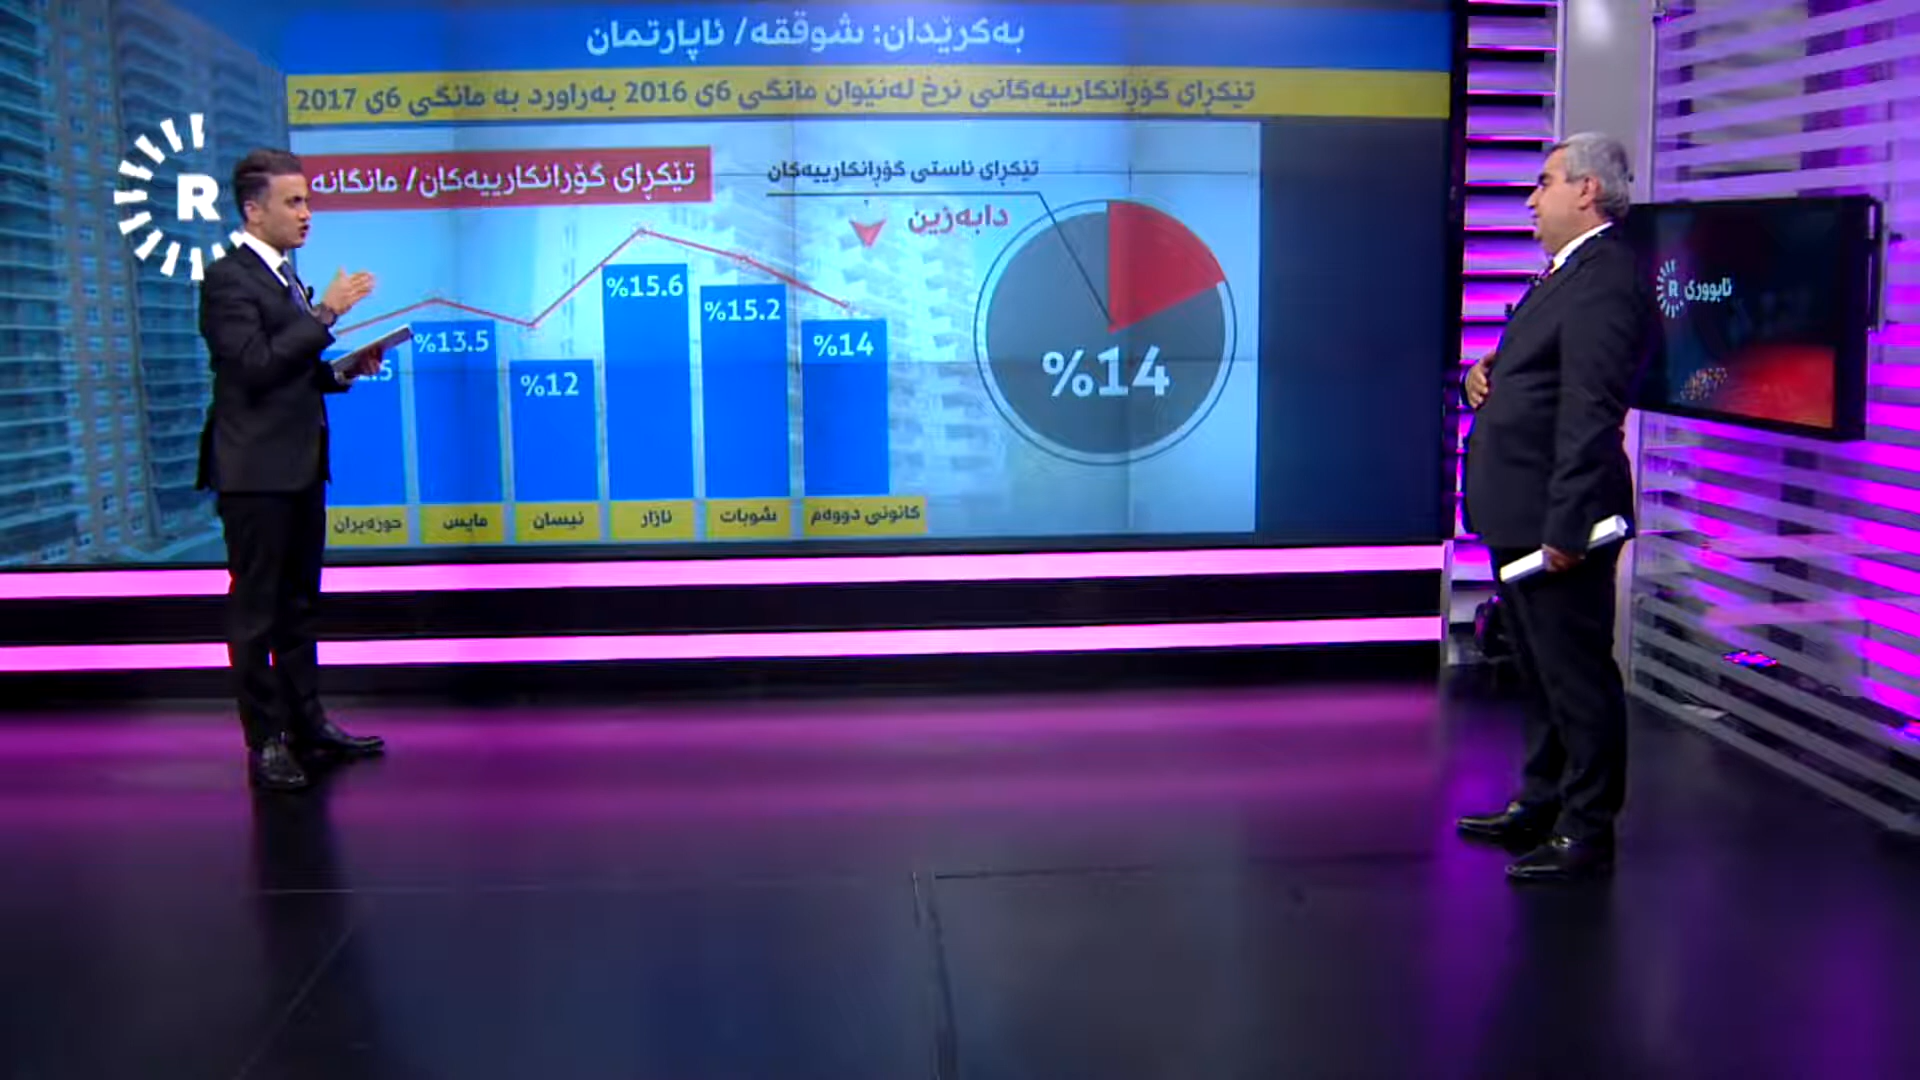 بەکرێدان: شوققە/ ئاپارتمان
تێکڕای گۆڕانکارییەکانی نرخ لەنێوان مانگی 6ی 2016 بەراورد بە مانگی 6ی 2017
تێکڕای ئاستی گۆڕانکارییەکان
دابەزین
%14
تێکڕای گۆڕانکارییەکان/ مانگانە
%14
%15.2
%15.6
%12
%13.5
کانونی دووەم
شوبات
ئازار
نیسان
مایس
حوزەیران
R
R ئابووری